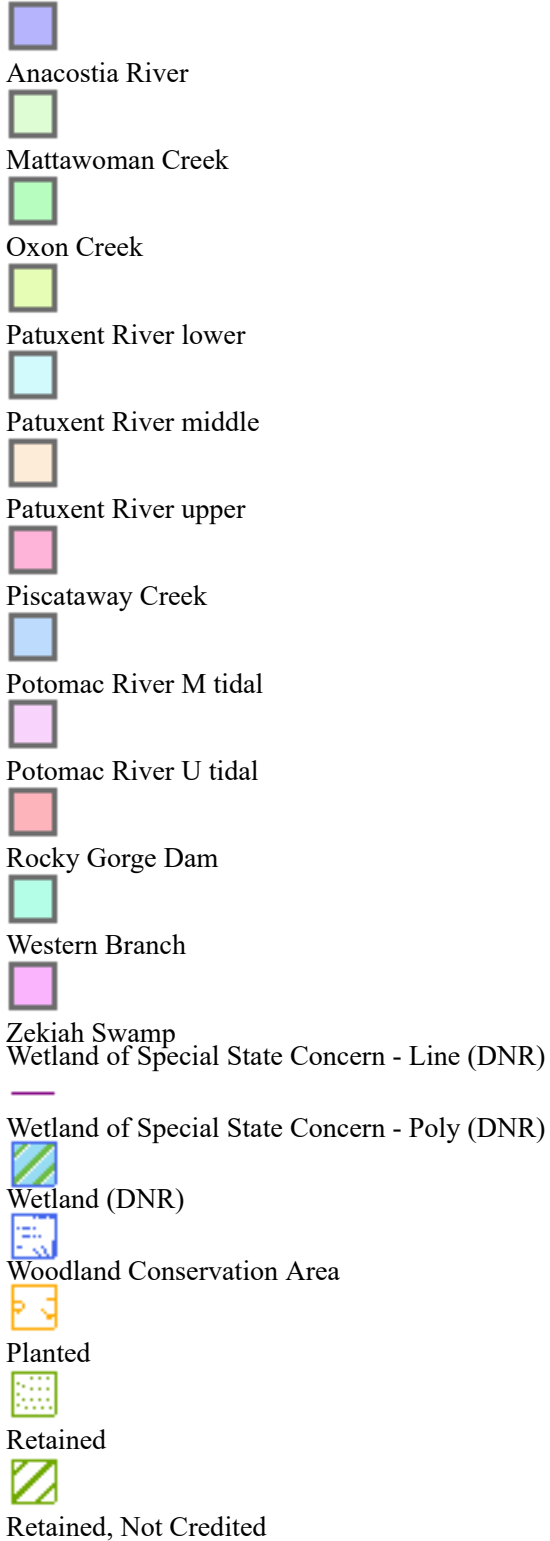 Anacostia River
Mattawoman Creek
Oxon Creek
Patuxent River lower
Patuxent River middle
Patuxent River upper
Piscataway Creek
Potomac River M tidal
Potomac River U tidal
Rocky Gorge Dam
Western Branch
Zekiah Swamp
Wetland of Special State Concern - Line (DNR)
Wetland of Special State Concern - Poly (DNR)
Wetland (DNR)
Woodland Conservation Area
Planted
Retained
Retained, Not Credited